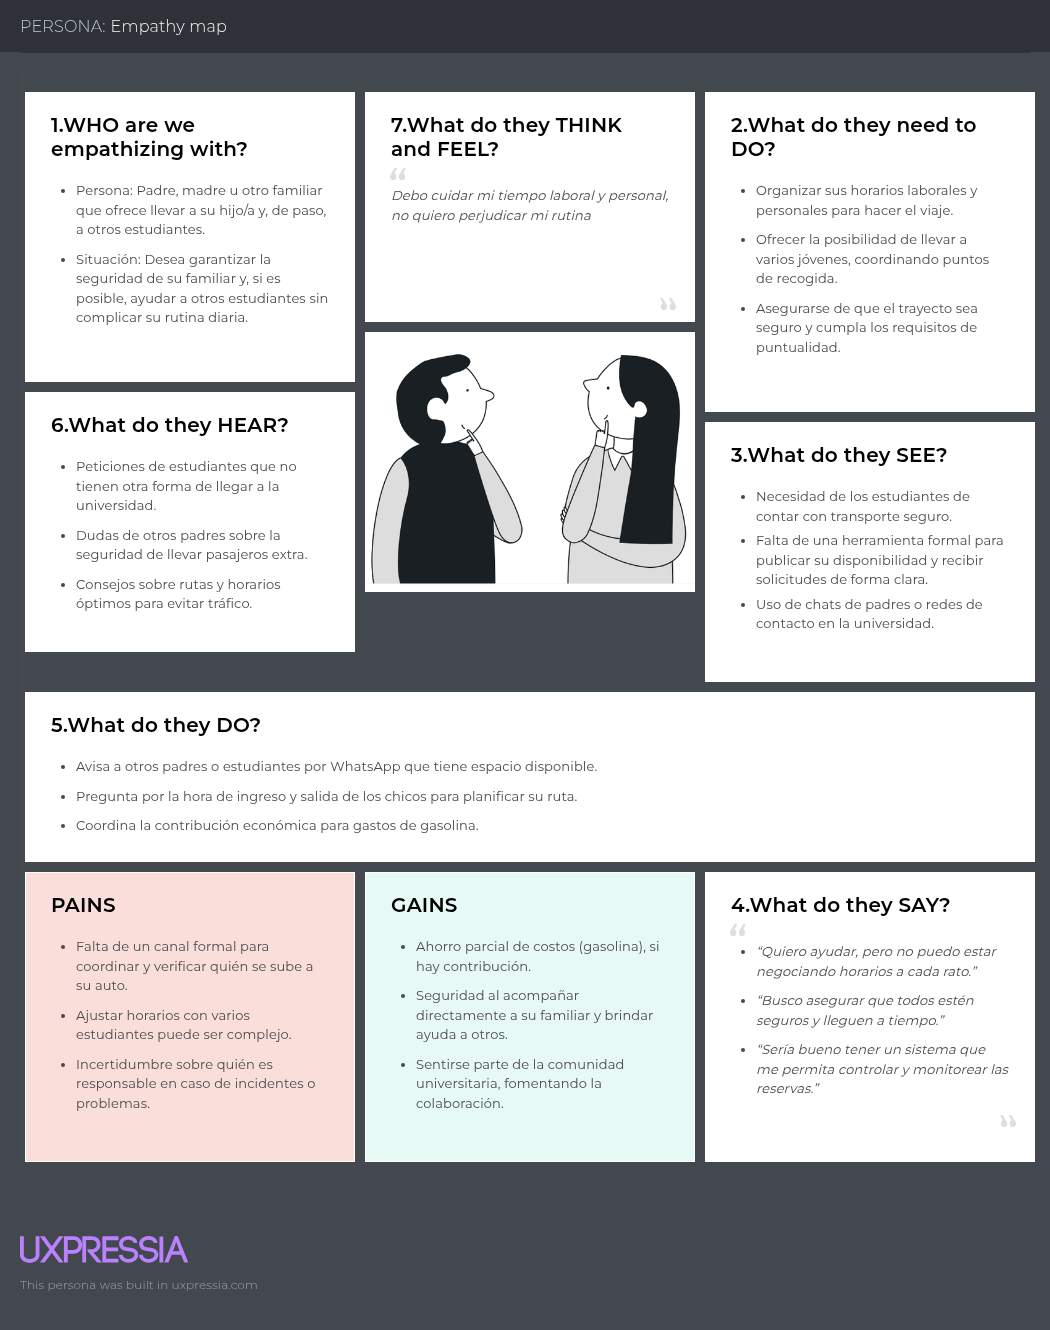 PERSONA: Empathy map
1.WHO are we
empathizing with?
• Persona: Padre, madre u otro familiar
que ofrece llevar a su hijo/a y, de paso,
a otros estudiantes.
• Situación: Desea garantizar la
seguridad de su familiar y, si es
posible, ayudar a otros estudiantes sin
complicar su rutina diaria.
7.What do they THINK
and FEEL?
“
Debo cuidar mi tiempo laboral y personal,
no quiero perjudicar mi rutina
”
2.What do they need to
DO?
• Organizar sus horarios laborales y
personales para hacer el viaje.
• Ofrecer la posibilidad de llevar a
varios jóvenes, coordinando puntos
de recogida.
• Asegurarse de que el trayecto sea
seguro y cumpla los requisitos de
puntualidad.
6.What do they HEAR?
• Peticiones de estudiantes que no
tienen otra forma de llegar a la
universidad.
• Dudas de otros padres sobre la
seguridad de llevar pasajeros extra.
• Consejos sobre rutas y horarios
óptimos para evitar tráfico.
3.What do they SEE?
• Necesidad de los estudiantes de
contar con transporte seguro.
• Falta de una herramienta formal para
publicar su disponibilidad y recibir
solicitudes de forma clara.
• Uso de chats de padres o redes de
contacto en la universidad.
5.What do they DO?
• Avisa a otros padres o estudiantes por WhatsApp que tiene espacio disponible.
• Pregunta por la hora de ingreso y salida de los chicos para planificar su ruta.
• Coordina la contribución económica para gastos de gasolina.
PAINS
• Falta de un canal formal para
coordinar y verificar quién se sube a
su auto.
• Ajustar horarios con varios
estudiantes puede ser complejo.
• Incertidumbre sobre quién es
responsable en caso de incidentes o
problemas.
GAINS
• Ahorro parcial de costos (gasolina), si
hay contribución.
• Seguridad al acompañar
directamente a su familiar y brindar
ayuda a otros.
• Sentirse parte de la comunidad
universitaria, fomentando la
colaboración.
4.What do they SAY?
“
• “Quiero ayudar, pero no puedo estar
negociando horarios a cada rato.”
• “Busco asegurar que todos estén
seguros y lleguen a tiempo.”
• “Sería bueno tener un sistema que
me permita controlar y monitorear las
reservas.”
”
UXPRESSIA
This persona was built in uxpressia.com